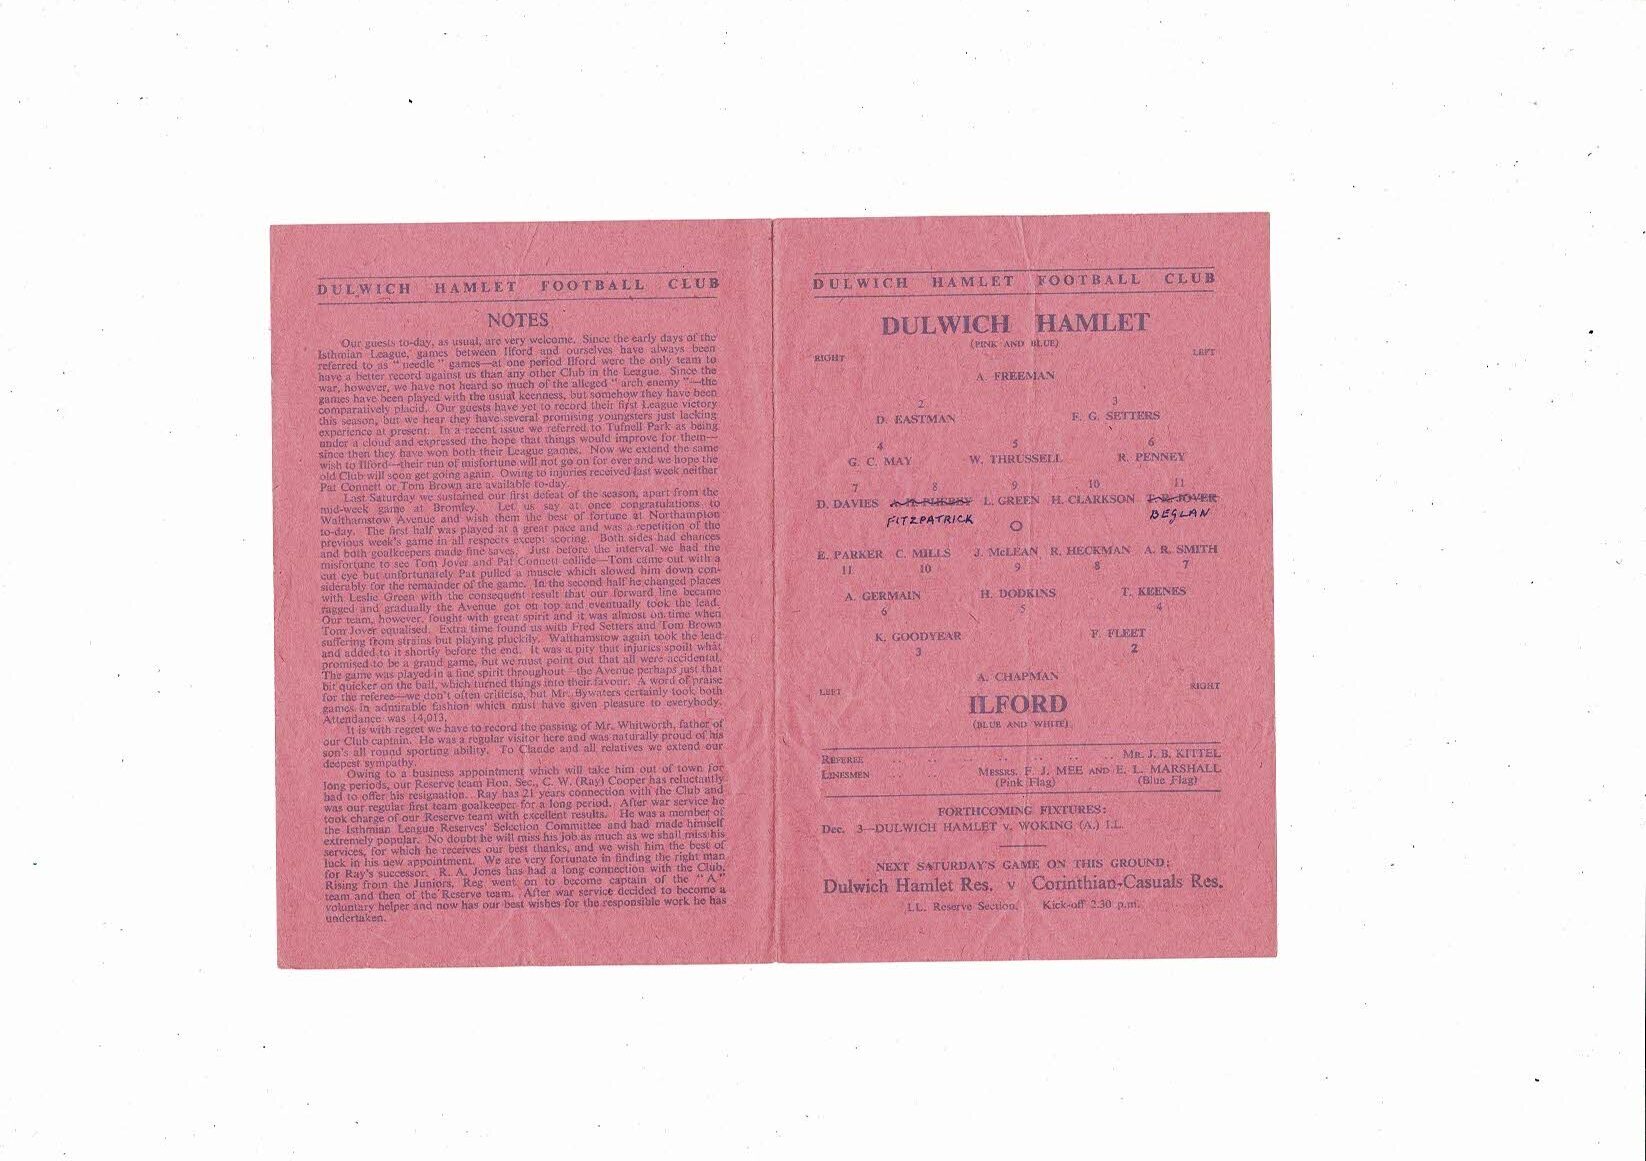 DULWICH HAMLET FOOTBALL CLUB
NOTES
Our guests to-day, as usual, are very welcome. Since the early days of the
Isthmian League, games between Ilford and ourselves have always been
referred to as "needle" games—at one period Ilford were the only team to
have a better record against us than any other Club in the League. Since the
war, however, we have not heard so much of the alleged "arch enemy"—the
games have been played with the usual keenness, but somehow they have been
comparatively placid. Our guests have yet to record their first League victory
this season, but we hear they have several promising youngsters just lacking
experience at present. In a recent issue we referred to Tufnell Park as being
under a cloud and expressed the hope that things would improve for them—
since then they have won both their League games. Now we extend the same
wish to Ilford—their run of misfortune will not go on for ever and we hope the
old Club will soon get going again. Owing to injuries received last week neither
Pat Connett or Tom Brown are available to-day.
Last Saturday we sustained our first defeat of the season, apart from the
mid-week game at Bromley. Let us say at once congratulations to
Walthamstow Avenue and wish them the best of fortune at Northampton
to-day. The first half was played at a great pace and was a repetition of the
previous week's game in all respects except scoring. Both sides had chances
and both goalkeepers made fine saves. Just before the interval we had the
misfortune to see Tom Jover and Pat Connett collide—Tom came out with a
cut eye but unfortunately Pat pulled a muscle which slowed him down con-
siderably for the remainder of the game. In the second half he changed places
with Leslie Green with the consequent result that our forward line became
ragged and gradually the Avenue got on top and eventually took the lead.
Our team, however, fought with great spirit and it was almost on time when
Tom Jover equalised. Extra time found us with Fred Setters and Tom Brown
suffering from strains but playing pluckily. Walthamstow again took the lead
and added to it shortly before the end. It was a pity that injuries spoilt what
promised to be a grand game, but we must point out that all were accidental.
The game was played in a fine spirit throughout—the Avenue perhaps just that
bit quicker on the ball, which turned things into their favour. A word of praise
for the referee—we don't often criticise, but Mr. Bywaters certainly took both
games in admirable fashion which must have given pleasure to everybody.
Attendance was 14,013.
It is with regret we have to record the passing of Mr. Whitworth, father of
our Club captain. He was a regular visitor here and was naturally proud of his
son's all round sporting ability. To Claude and all relatives we extend our
deepest sympathy.
Owing to a business appointment which will take him out of town for
long periods, our Reserve team Hon. Sec., C. W. (Ray) Cooper has reluctantly
had to offer his resignation. Ray has 21 years connection with the Club and
was our regular first team goalkeeper for a long period. After war service he
took charge of our Reserve team with excellent results. He was a member of
the Isthmian League Reserves' Selection Committee and had made himself
extremely popular. No doubt he will miss his job as much as we shall miss his
services, for which he receives our best thanks, and we wish him the best of
luck in his new appointment. We are very fortunate in finding the right man
for Ray's successor. R. A. Jones has had a long connection with the Club.
Rising from the Juniors, Reg went on to become captain of the "A"
team and then of the Reserve team. After war service decided to become a
voluntary helper and now has our best wishes for the responsible work he has
undertaken.
DULWICH HAMLET FOOTBALL CLUB
DULWICH HAMLET
(PINK AND BLUE)
RIGHT LEFT
A. FREEMAN
2 3
D. EASTMAN F. G. SETTERS
4 5 6
G. C. MAY W. THRUSSELL R. PENNEY
7 8 9 10 11
D. DAVIES L. GREEN H. CLARKSON T. B. JOVER
FITZPATRICK O BEGLAN
E. PARKER C. MILLS J. McLEAN R. HECKMAN A. R. SMITH
11 10 9 8 7
A. GERMAIN H. DODKINS T. KEENES
6 5 4
K. GOODYEAR F. FLEET
3 2
A. CHAPMAN
LEFT RIGHT
ILFORD
(BLUE AND WHITE)
REFEREE .. .. .. .. .. .. MR. J. B. KITTEL
LINESMEN .. .. MESSRS. F. J. MEE AND E. L. MARSHALL
(Pink Flag) (Blue Flag)
FORTHCOMING FIXTURES:
Dec. 3—DULWICH HAMLET v. WOKING (A.) I.L.
NEXT SATURDAY'S GAME ON THIS GROUND:
Dulwich Hamlet Res. v Corinthian-Casuals Res.
I.L. Reserve Section. Kick-off 2.30 p.m.